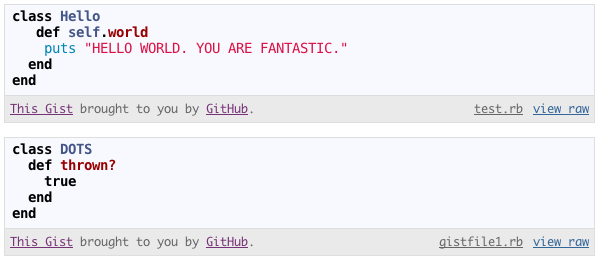 class Hello
   def self.world
    puts "HELLO WORLD. YOU ARE FANTASTIC."
  end
end
This Gist brought to you by GitHub. test.rb view raw
class DOTS
  def thrown?
    true
  end
end
This Gist brought to you by GitHub. gistfile1.rb view raw